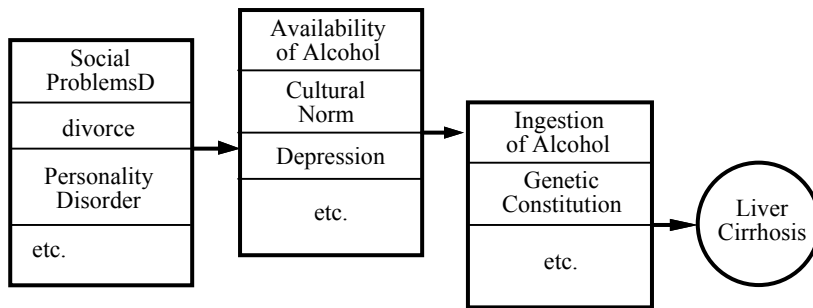 Social
ProblemsD
divorce
Personality
Disorder
etc.
Availability
of Alcohol
Cultural
Norm
Depression
etc.
Ingestion
of Alcohol
Genetic
Constitution
etc.
Liver
Cirrhosis